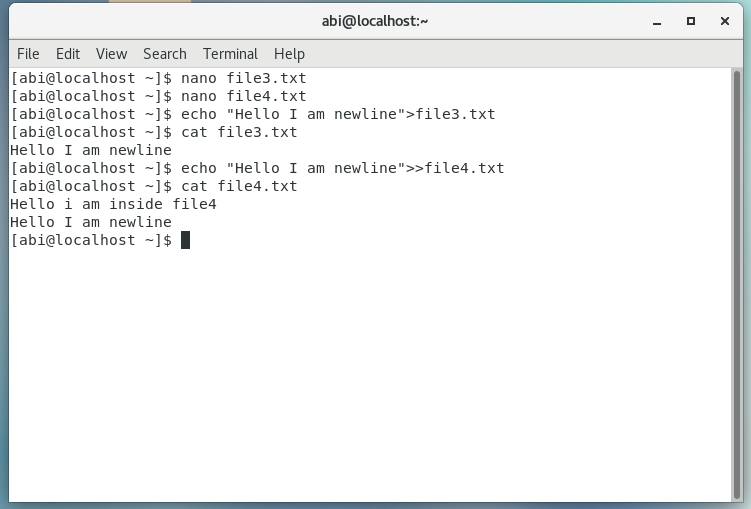 abi@localhost:~
File Edit View Search Terminal Help
[abi@localhost ~]$ nano file3.txt
[abi@localhost ~]$ nano file4.txt
[abi@localhost ~]$ echo "Hello I am newline">file3.txt
[abi@localhost ~]$ cat file3.txt
Hello I am newline
[abi@localhost ~]$ echo "Hello I am newline">>file4.txt
[abi@localhost ~]$ cat file4.txt
Hello i am inside file4
Hello I am newline
[abi@localhost ~]$